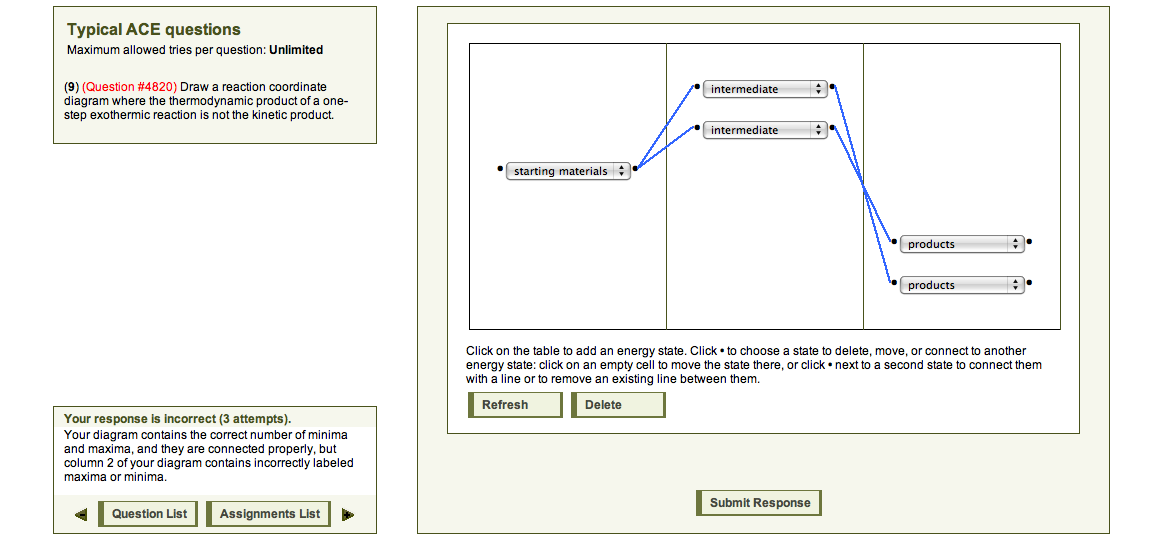 Typical ACE questions
Maximum allowed tries per question: Unlimited
(9) (Question #4820) Draw a reaction coordinate
diagram where the thermodynamic product of a one-
step exothermic reaction is not the kinetic product.
intermediate
intermediate
starting materials
products
products
Click on the table to add an energy state. Click • to choose a state to delete, move, or connect to another
energy state: click on an empty cell to move the state there, or click • next to a second state to connect them
with a line or to remove an existing line between them.
Refresh
Delete
Your response is incorrect (3 attempts).
Your diagram contains the correct number of minima
and maxima, and they are connected properly, but
column 2 of your diagram contains incorrectly labeled
maxima or minima.
Question List
Assignments List
Submit Response